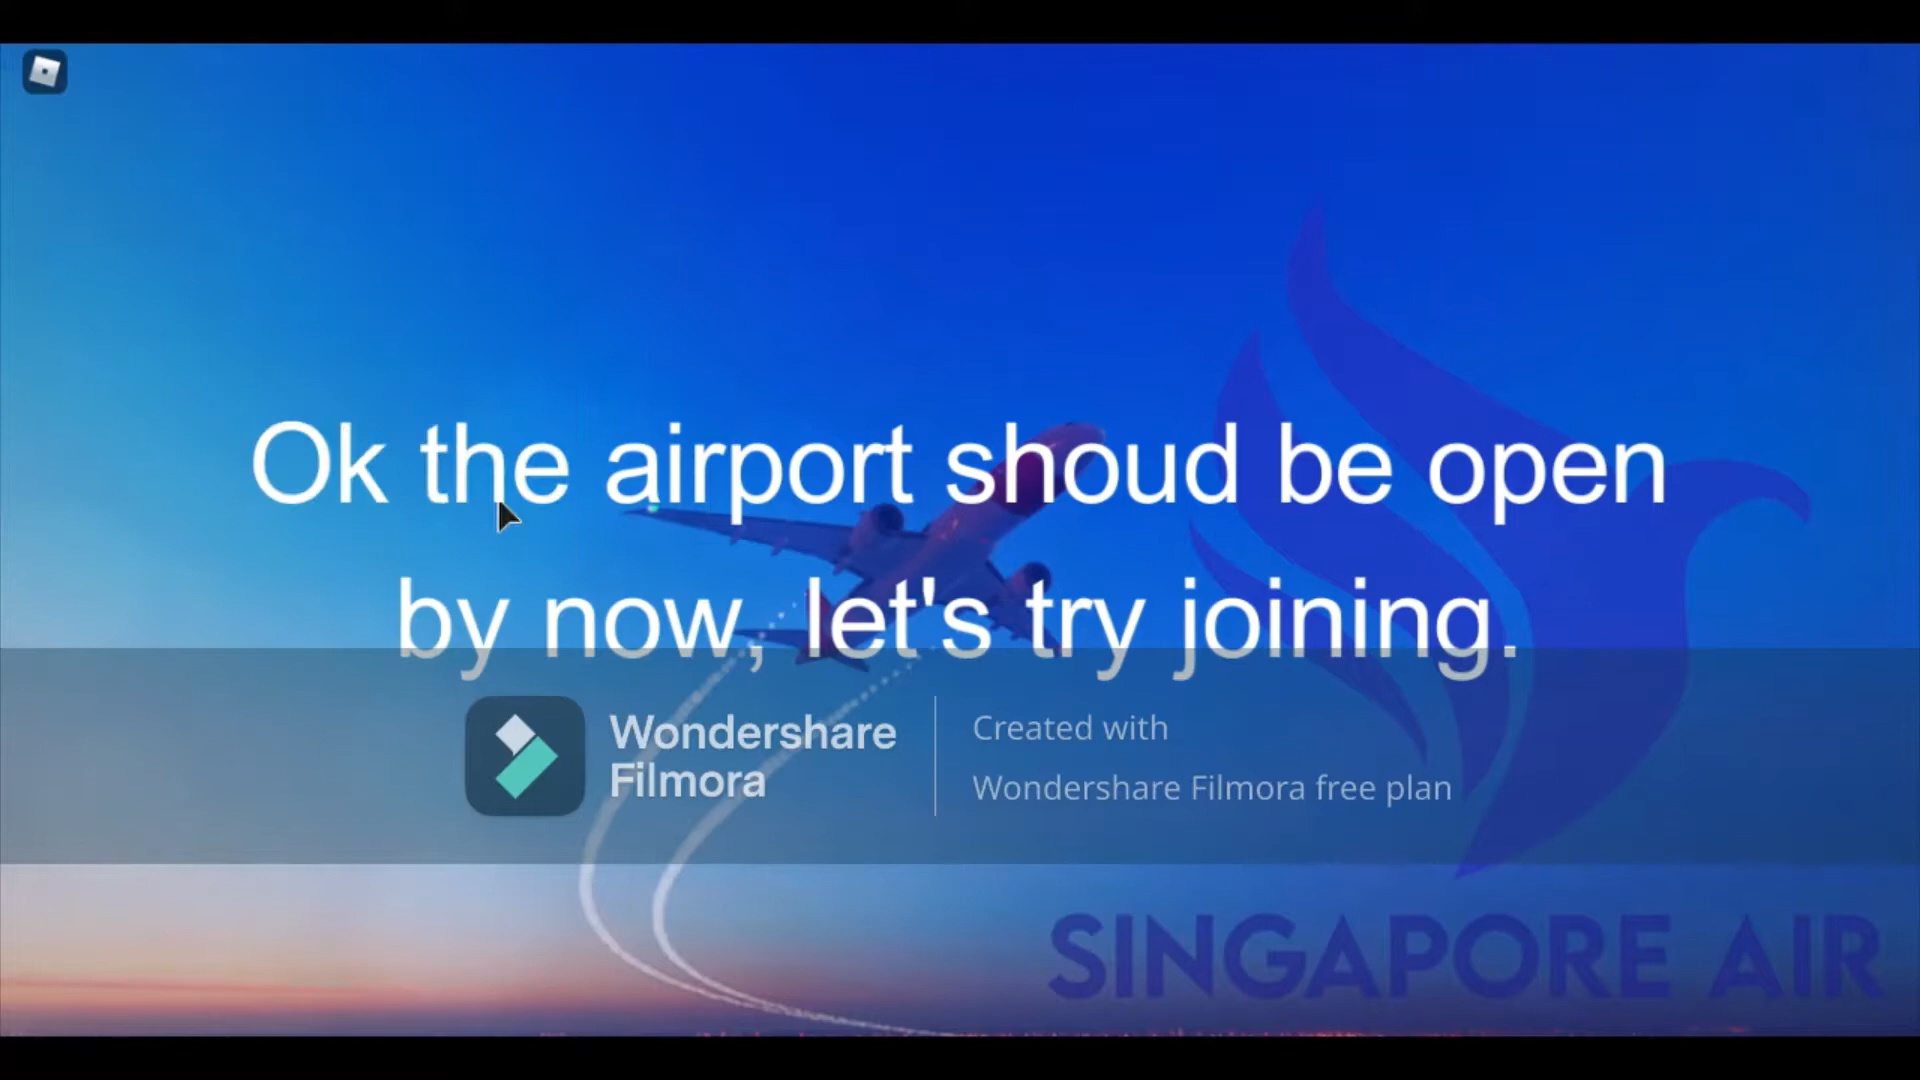 Ok the airport shoud be open
by now, let's try joining.
Wondershare
Filmora
Created with
Wondershare Filmora free plan
SINGAPORE AIR